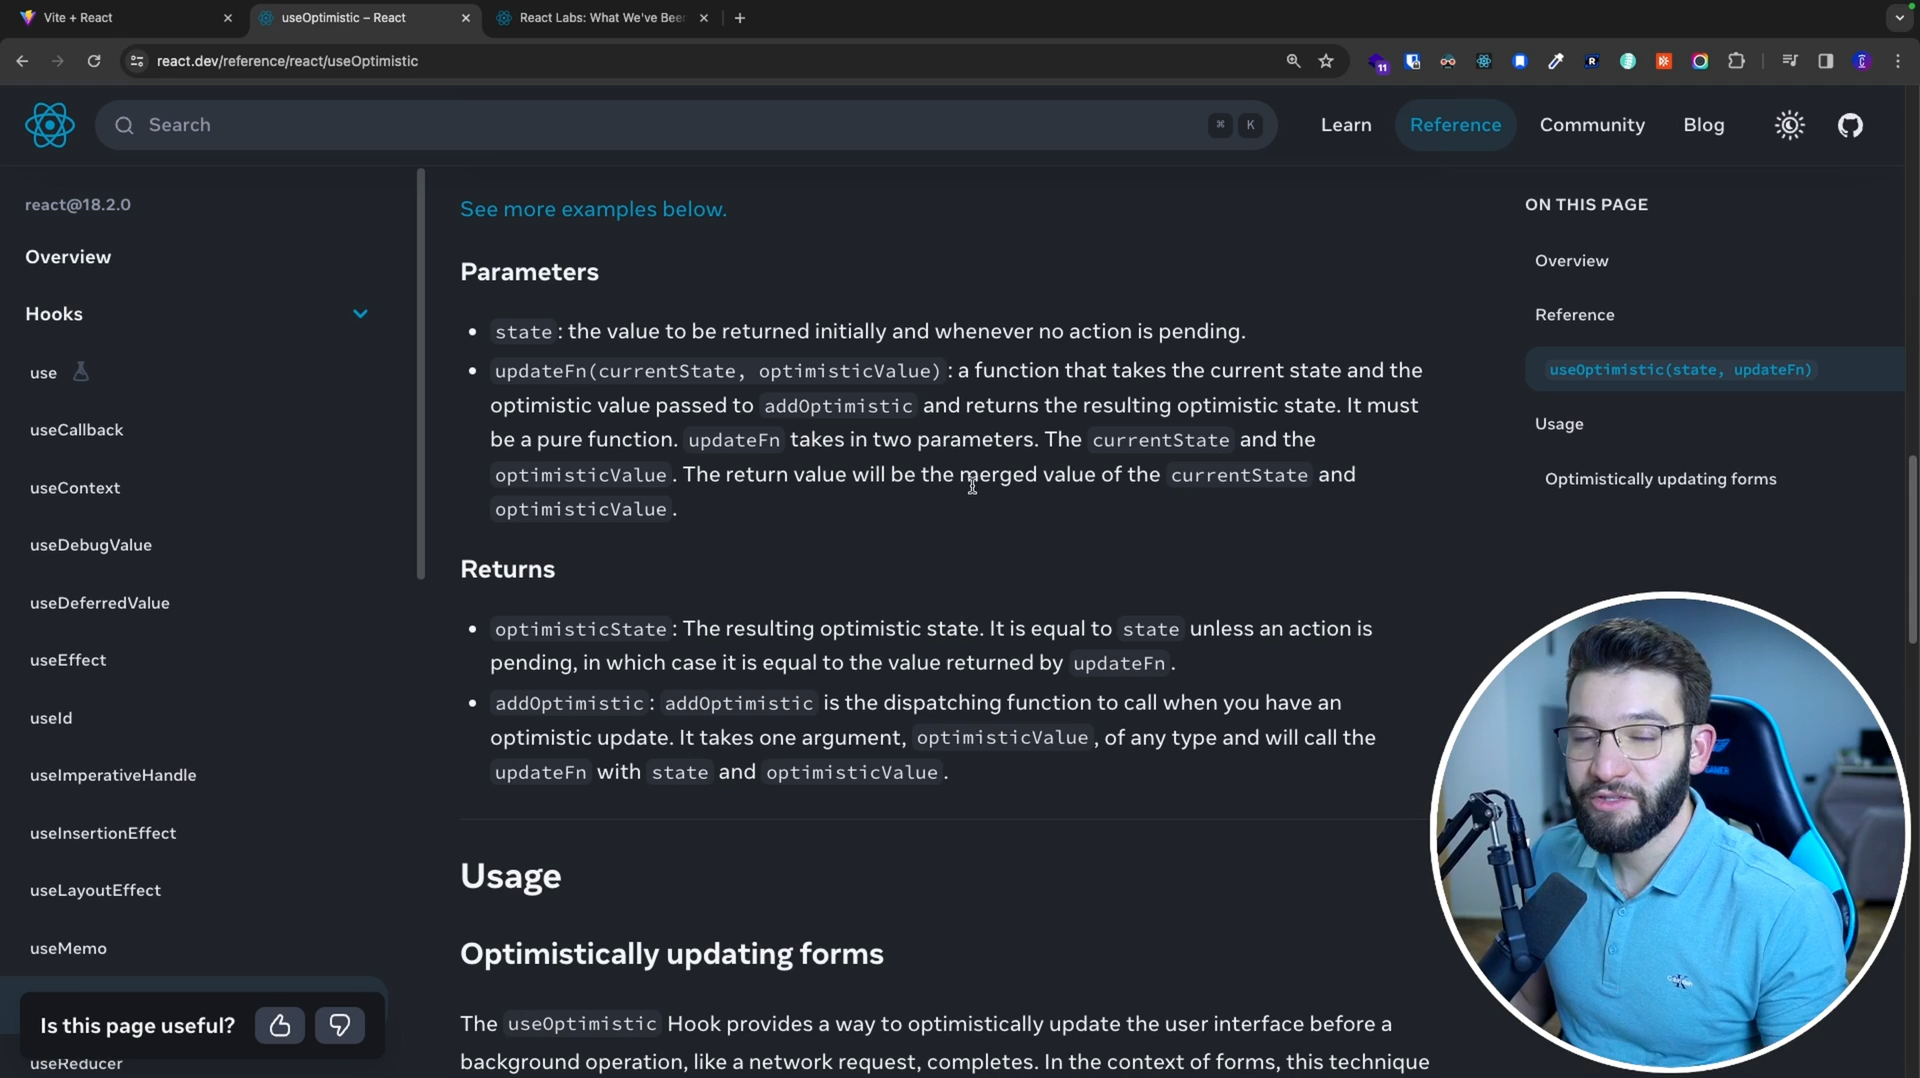 Vite + React
useOptimistic – React
React Labs: What We've Beer
react.dev/reference/react/useOptimistic
11
Search
⌘ K
Learn
Reference
Community
Blog
react@18.2.0
Overview
Hooks
use
useCallback
useContext
useDebugValue
useDeferredValue
useEffect
useId
useImperativeHandle
useInsertionEffect
useLayoutEffect
useMemo
useReducer
Is this page useful?
See more examples below.
Parameters
• state: the value to be returned initially and whenever no action is pending.
• updateFn(currentState, optimisticValue): a function that takes the current state and the
optimistic value passed to addOptimistic and returns the resulting optimistic state. It must
be a pure function. updateFn takes in two parameters. The currentState and the
optimisticValue. The return value will be the merged value of the currentState and
optimisticValue.
Returns
• optimisticState: The resulting optimistic state. It is equal to state unless an action is
pending, in which case it is equal to the value returned by updateFn.
• addOptimistic: addOptimistic is the dispatching function to call when you have an
optimistic update. It takes one argument, optimisticValue, of any type and will call the
updateFn with state and optimisticValue.
Usage
Optimistically updating forms
The useOptimistic Hook provides a way to optimistically update the user interface before a
background operation, like a network request, completes. In the context of forms, this technique
ON THIS PAGE
Overview
Reference
useOptimistic(state, updateFn)
Usage
Optimistically updating forms